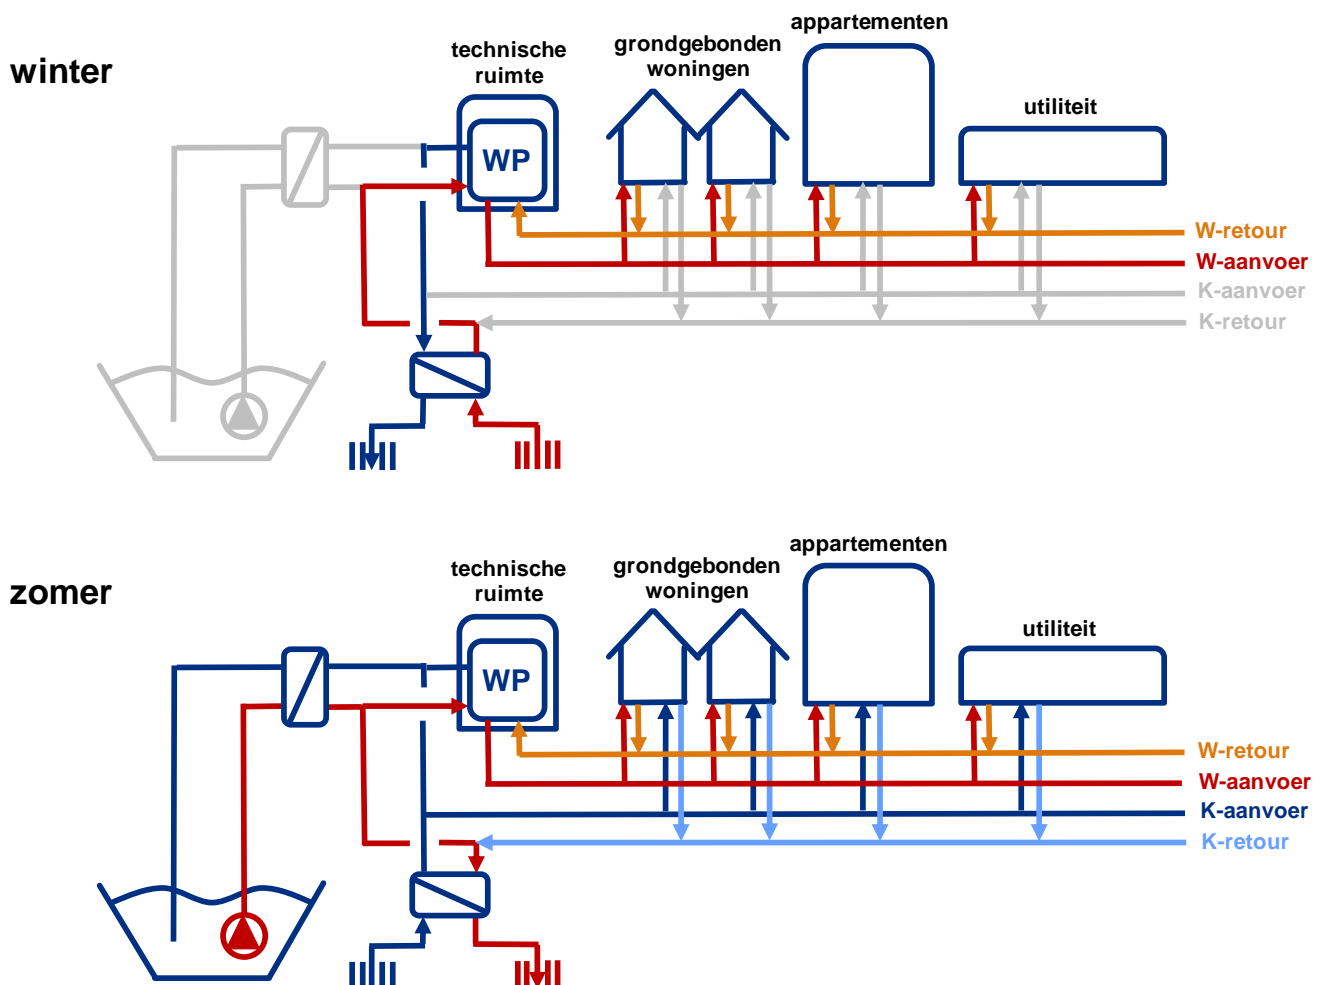 winter
technische
ruimte
grondgebonden
woningen
appartementen
utiliteit
WP
W-retour
W-aanvoer
K-aanvoer
K-retour
zomer
technische
ruimte
grondgebonden
woningen
appartementen
utiliteit
WP
W-retour
W-aanvoer
K-aanvoer
K-retour